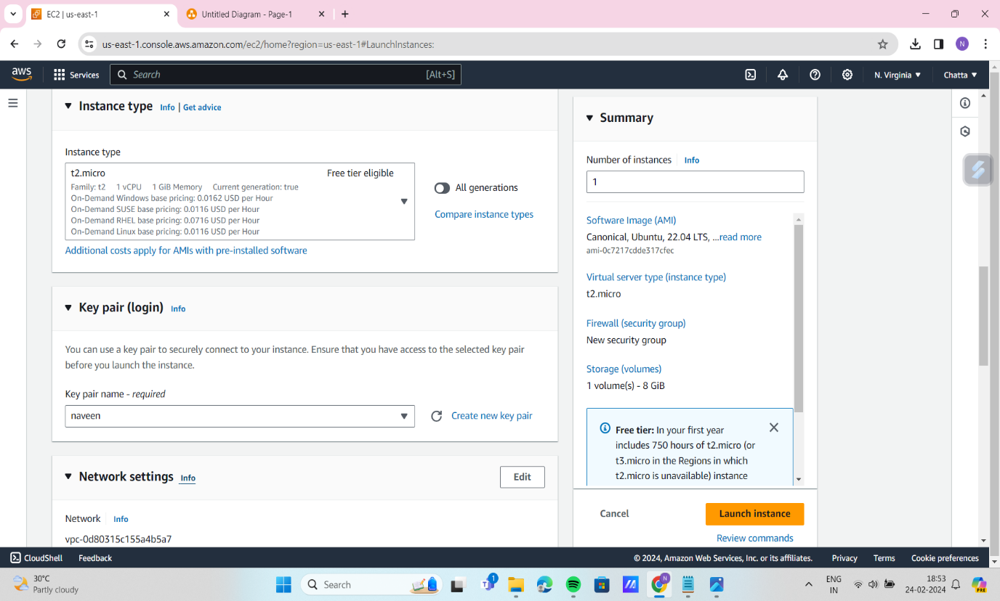 EC2 | us-east-1
Untitled Diagram - Page-1
us-east-1.console.aws.amazon.com/ec2/home?region=us-east-1#LaunchInstances:
N
aws
Services
Search
[Alt+S]
N. Virginia
Chatta
Instance type
Info | Get advice
Instance type
t2.micro
Free tier eligible
Family: t2 1 vCPU 1 GiB Memory Current generation: true
On-Demand Windows base pricing: 0.0162 USD per Hour
On-Demand SUSE base pricing: 0.0116 USD per Hour
On-Demand RHEL base pricing: 0.0716 USD per Hour
On-Demand Linux base pricing: 0.0116 USD per Hour
All generations
Compare instance types
Additional costs apply for AMIs with pre-installed software
Key pair (login)
Info
You can use a key pair to securely connect to your instance. Ensure that you have access to the selected key pair
before you launch the instance.
Key pair name - required
naveen
Create new key pair
Network settings
Info
Edit
Network
Info
vpc-0d80315c155a4b5a7
Summary
Number of instances
Info
1
Software Image (AMI)
Canonical, Ubuntu, 22.04 LTS, ...read more
ami-0c7217cdde317cfec
Virtual server type (instance type)
t2.micro
Firewall (security group)
New security group
Storage (volumes)
1 volume(s) - 8 GiB
Free tier: In your first year
includes 750 hours of t2.micro (or
t3.micro in the Regions in which
t2.micro is unavailable) instance
Cancel
Launch instance
Review commands
CloudShell
Feedback
© 2024, Amazon Web Services, Inc. or its affiliates.
Privacy
Terms
Cookie preferences
30°C
Partly cloudy
Search
1
N
ENG
IN
18:53
24-02-2024
PRE